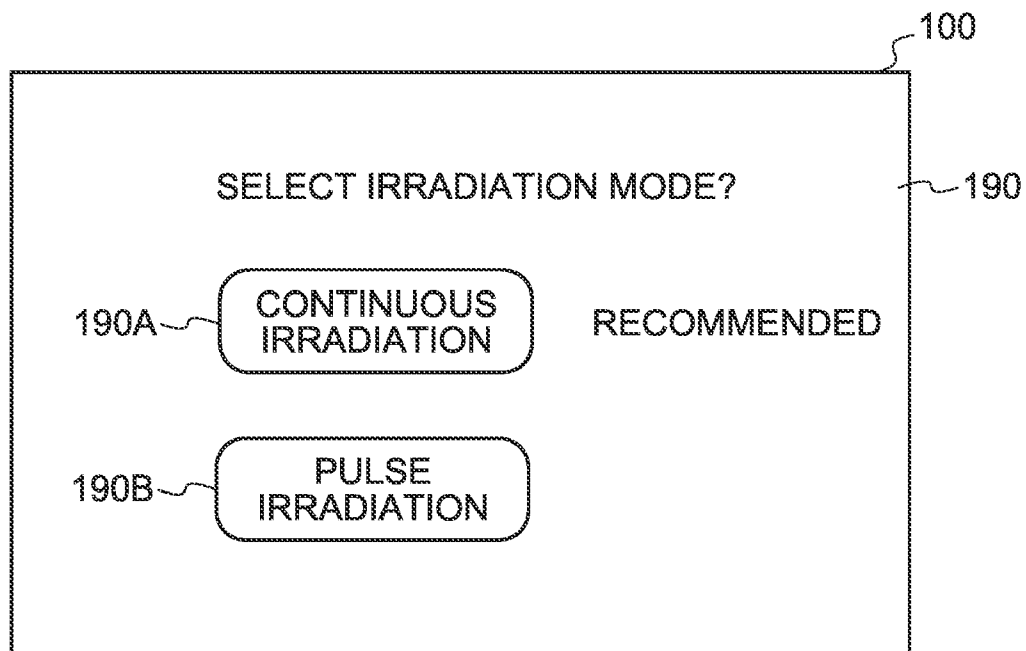 100
SELECT IRRADIATION MODE?
190
190A
CONTINUOUS
IRRADIATION
RECOMMENDED
190B
PULSE
IRRADIATION